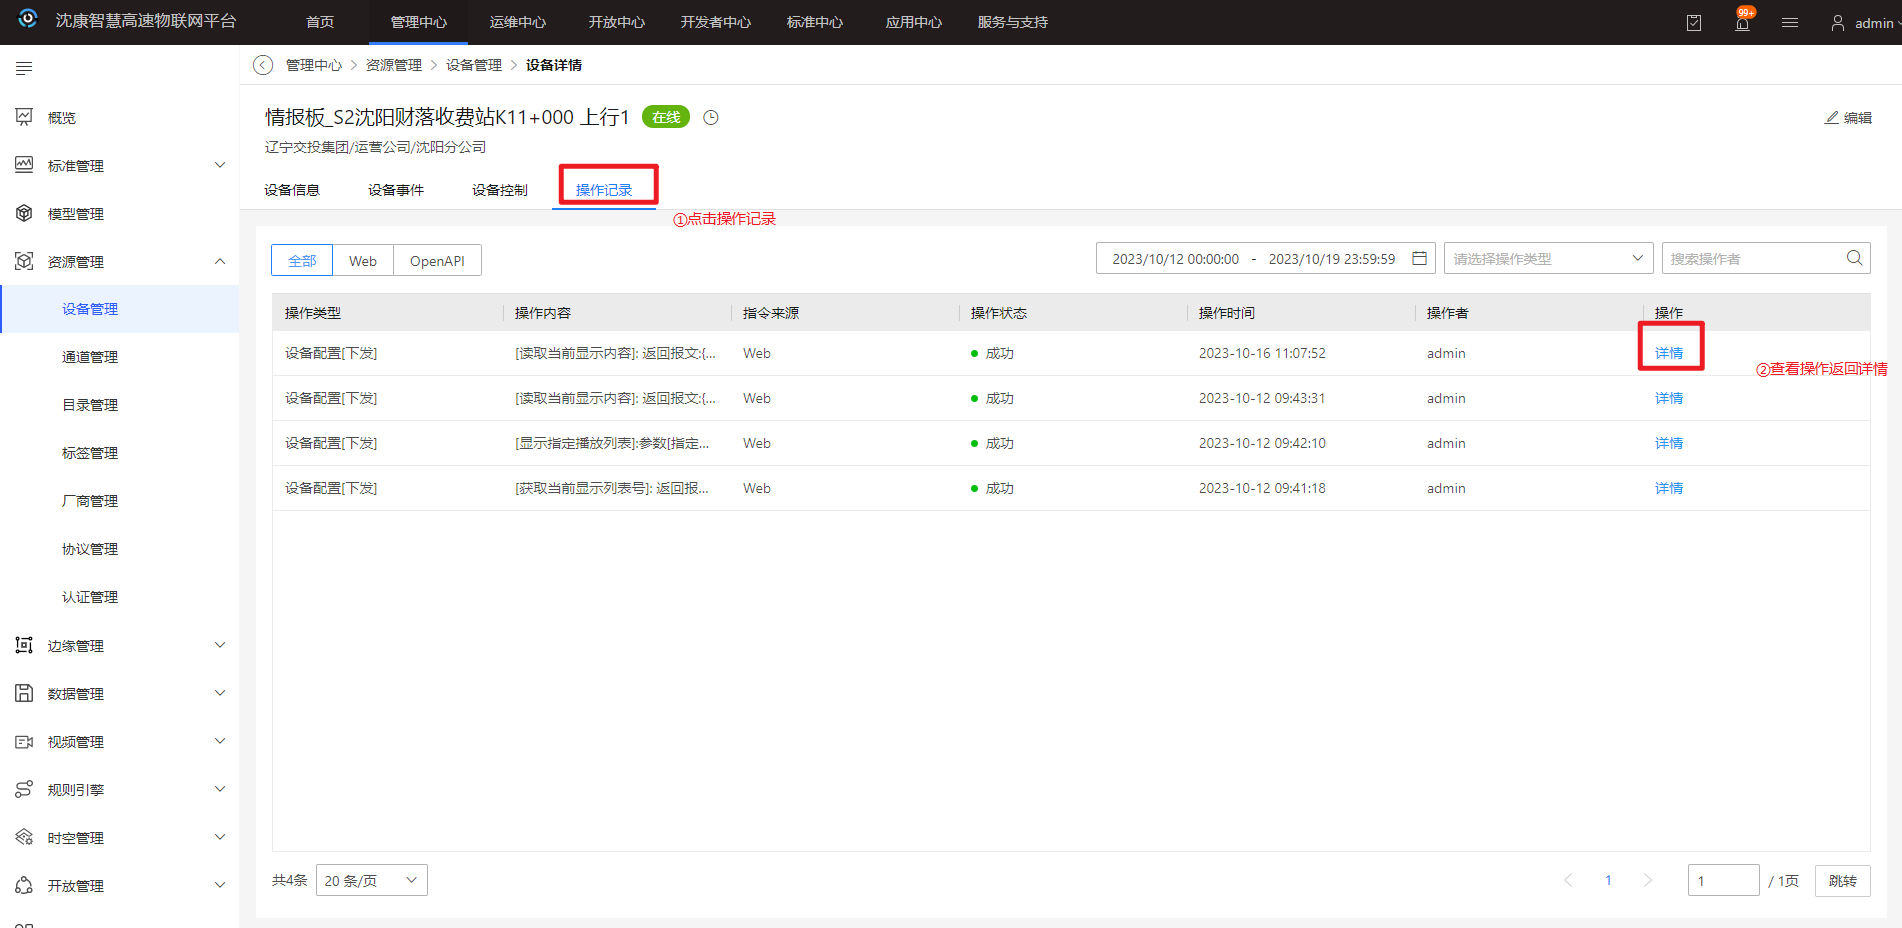 沈康智慧高速物联网平台 首页 管理中心 运维中心 开放中心 开发者中心 标准中心 应用中心 服务与支持 99+ admin
管理中心 > 资源管理 > 设备管理 > 设备详情
概览
标准管理
模型管理
资源管理
设备管理
通道管理
目录管理
标签管理
厂商管理
协议管理
认证管理
边缘管理
数据管理
视频管理
规则引擎
时空管理
开放管理
情报板_S2沈阳财落收费站K11+000 上行1 在线 编辑
辽宁交投集团/运营公司/沈阳分公司
设备信息 设备事件 设备控制 操作记录
①点击操作记录
全部 Web OpenAPI 2023/10/12 00:00:00 - 2023/10/19 23:59:59 请选择操作类型 搜索操作者
操作类型 操作内容 指令来源 操作状态 操作时间 操作者 操作
设备配置[下发] [读取当前显示内容]: 返回报文:{... Web 成功 2023-10-16 11:07:52 admin 详情
②查看操作返回详情
设备配置[下发] [读取当前显示内容]: 返回报文:{... Web 成功 2023-10-12 09:43:31 admin 详情
设备配置[下发] [显示指定播放列表]:参数[指定... Web 成功 2023-10-12 09:42:10 admin 详情
设备配置[下发] [获取当前显示列表号]: 返回报... Web 成功 2023-10-12 09:41:18 admin 详情
共4条 20 条/页 1 1 / 1页 跳转